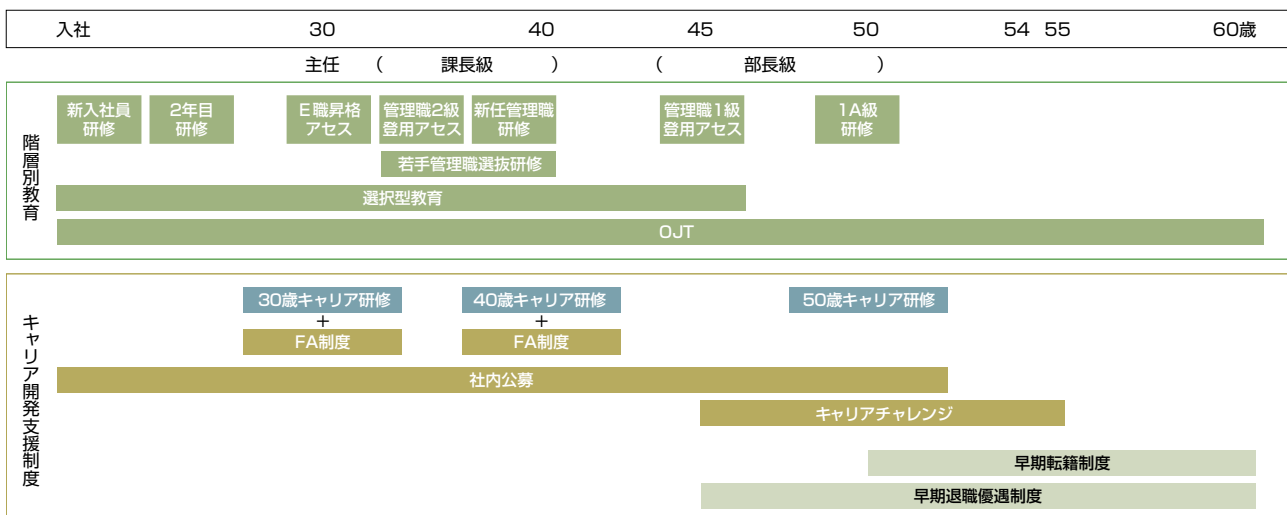 入社 30 40 45 50 54 55 60歳
主任 ( 課長級 ) ( 部長級 )
階層別教育
新入社員
研修
2年目
研修
E職昇格
アセス
管理職2級
登用アセス
新任管理職
研修
管理職1級
登用アセス
1A級
研修
若手管理職選抜研修
選択型教育
OJT
キャリア開発支援制度
30歳キャリア研修
+
FA制度
40歳キャリア研修
+
FA制度
50歳キャリア研修
社内公募
キャリアチャレンジ
早期転籍制度
早期退職優遇制度